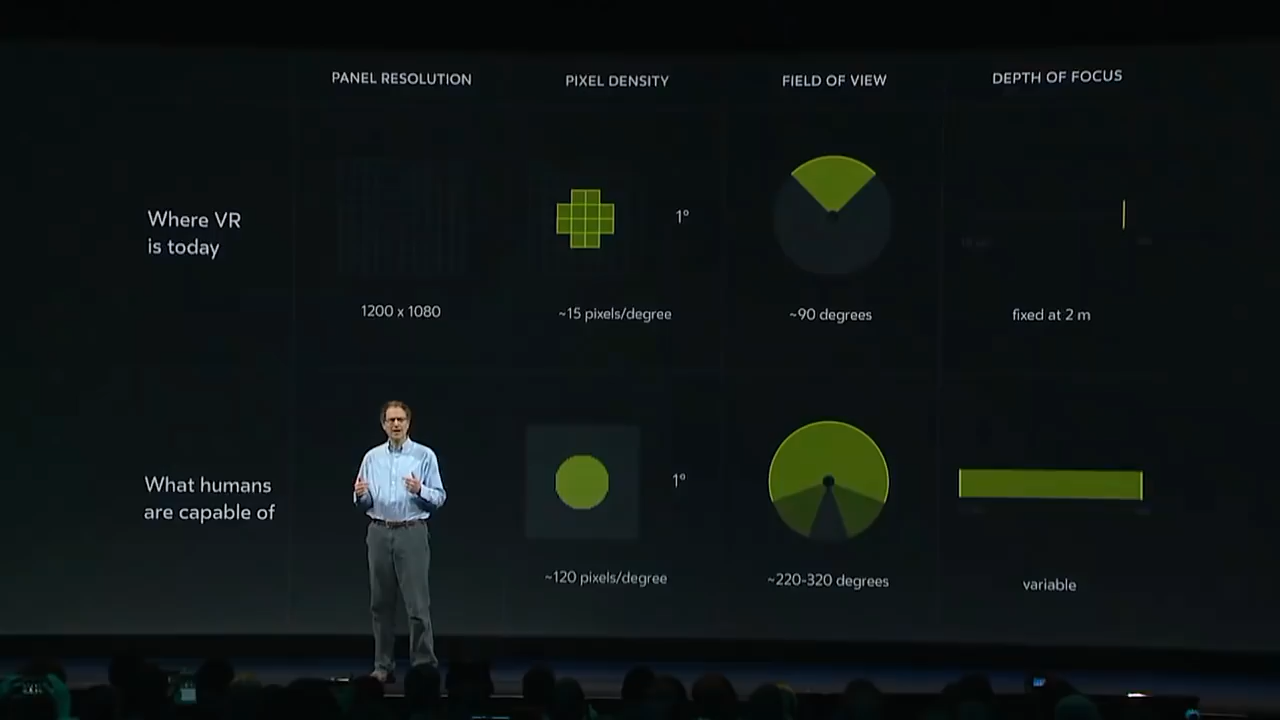 PANEL RESOLUTION
PIXEL DENSITY
FIELD OF VIEW
DEPTH OF FOCUS
Where VR
is today
1°
1200 x 1080
~15 pixels/degree
~90 degrees
fixed at 2 m
What humans
are capable of
1°
~120 pixels/degree
~220-320 degrees
variable